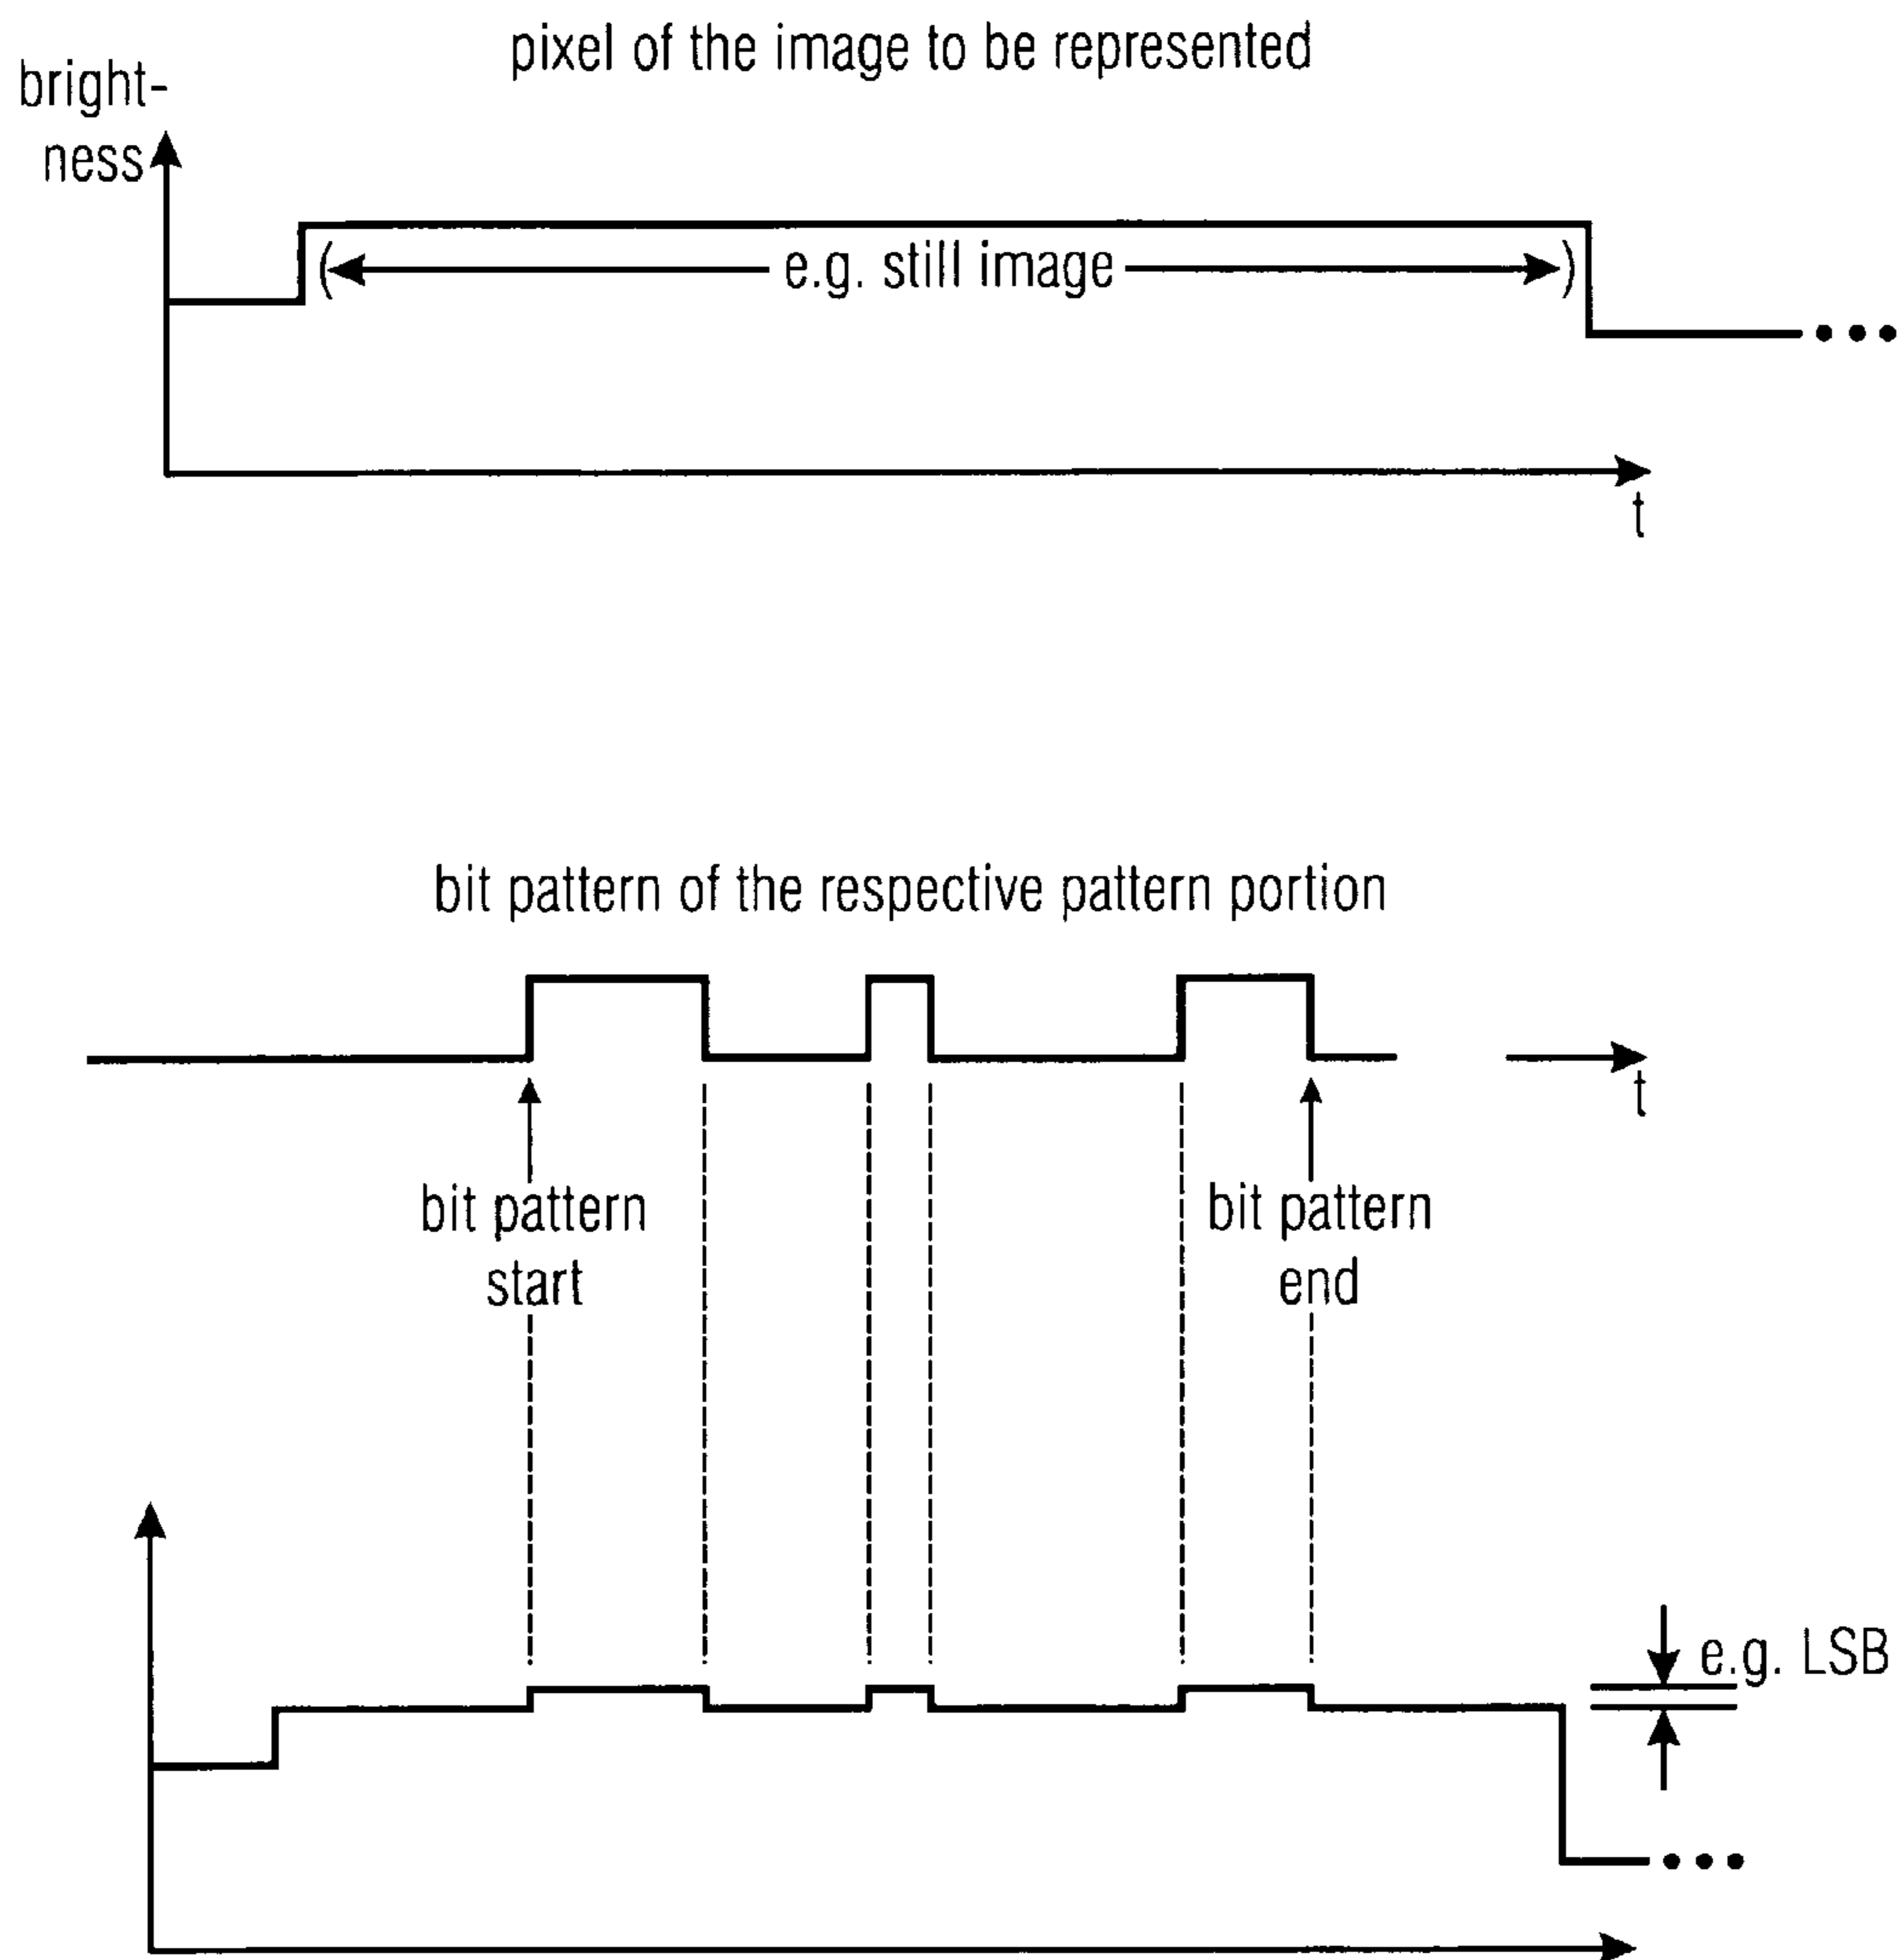 pixel of the image to be represented
bright-
ness
(
e.g. still image
)
t
bit pattern of the respective pattern portion
t
bit pattern
start
bit pattern
end
e.g. LSB